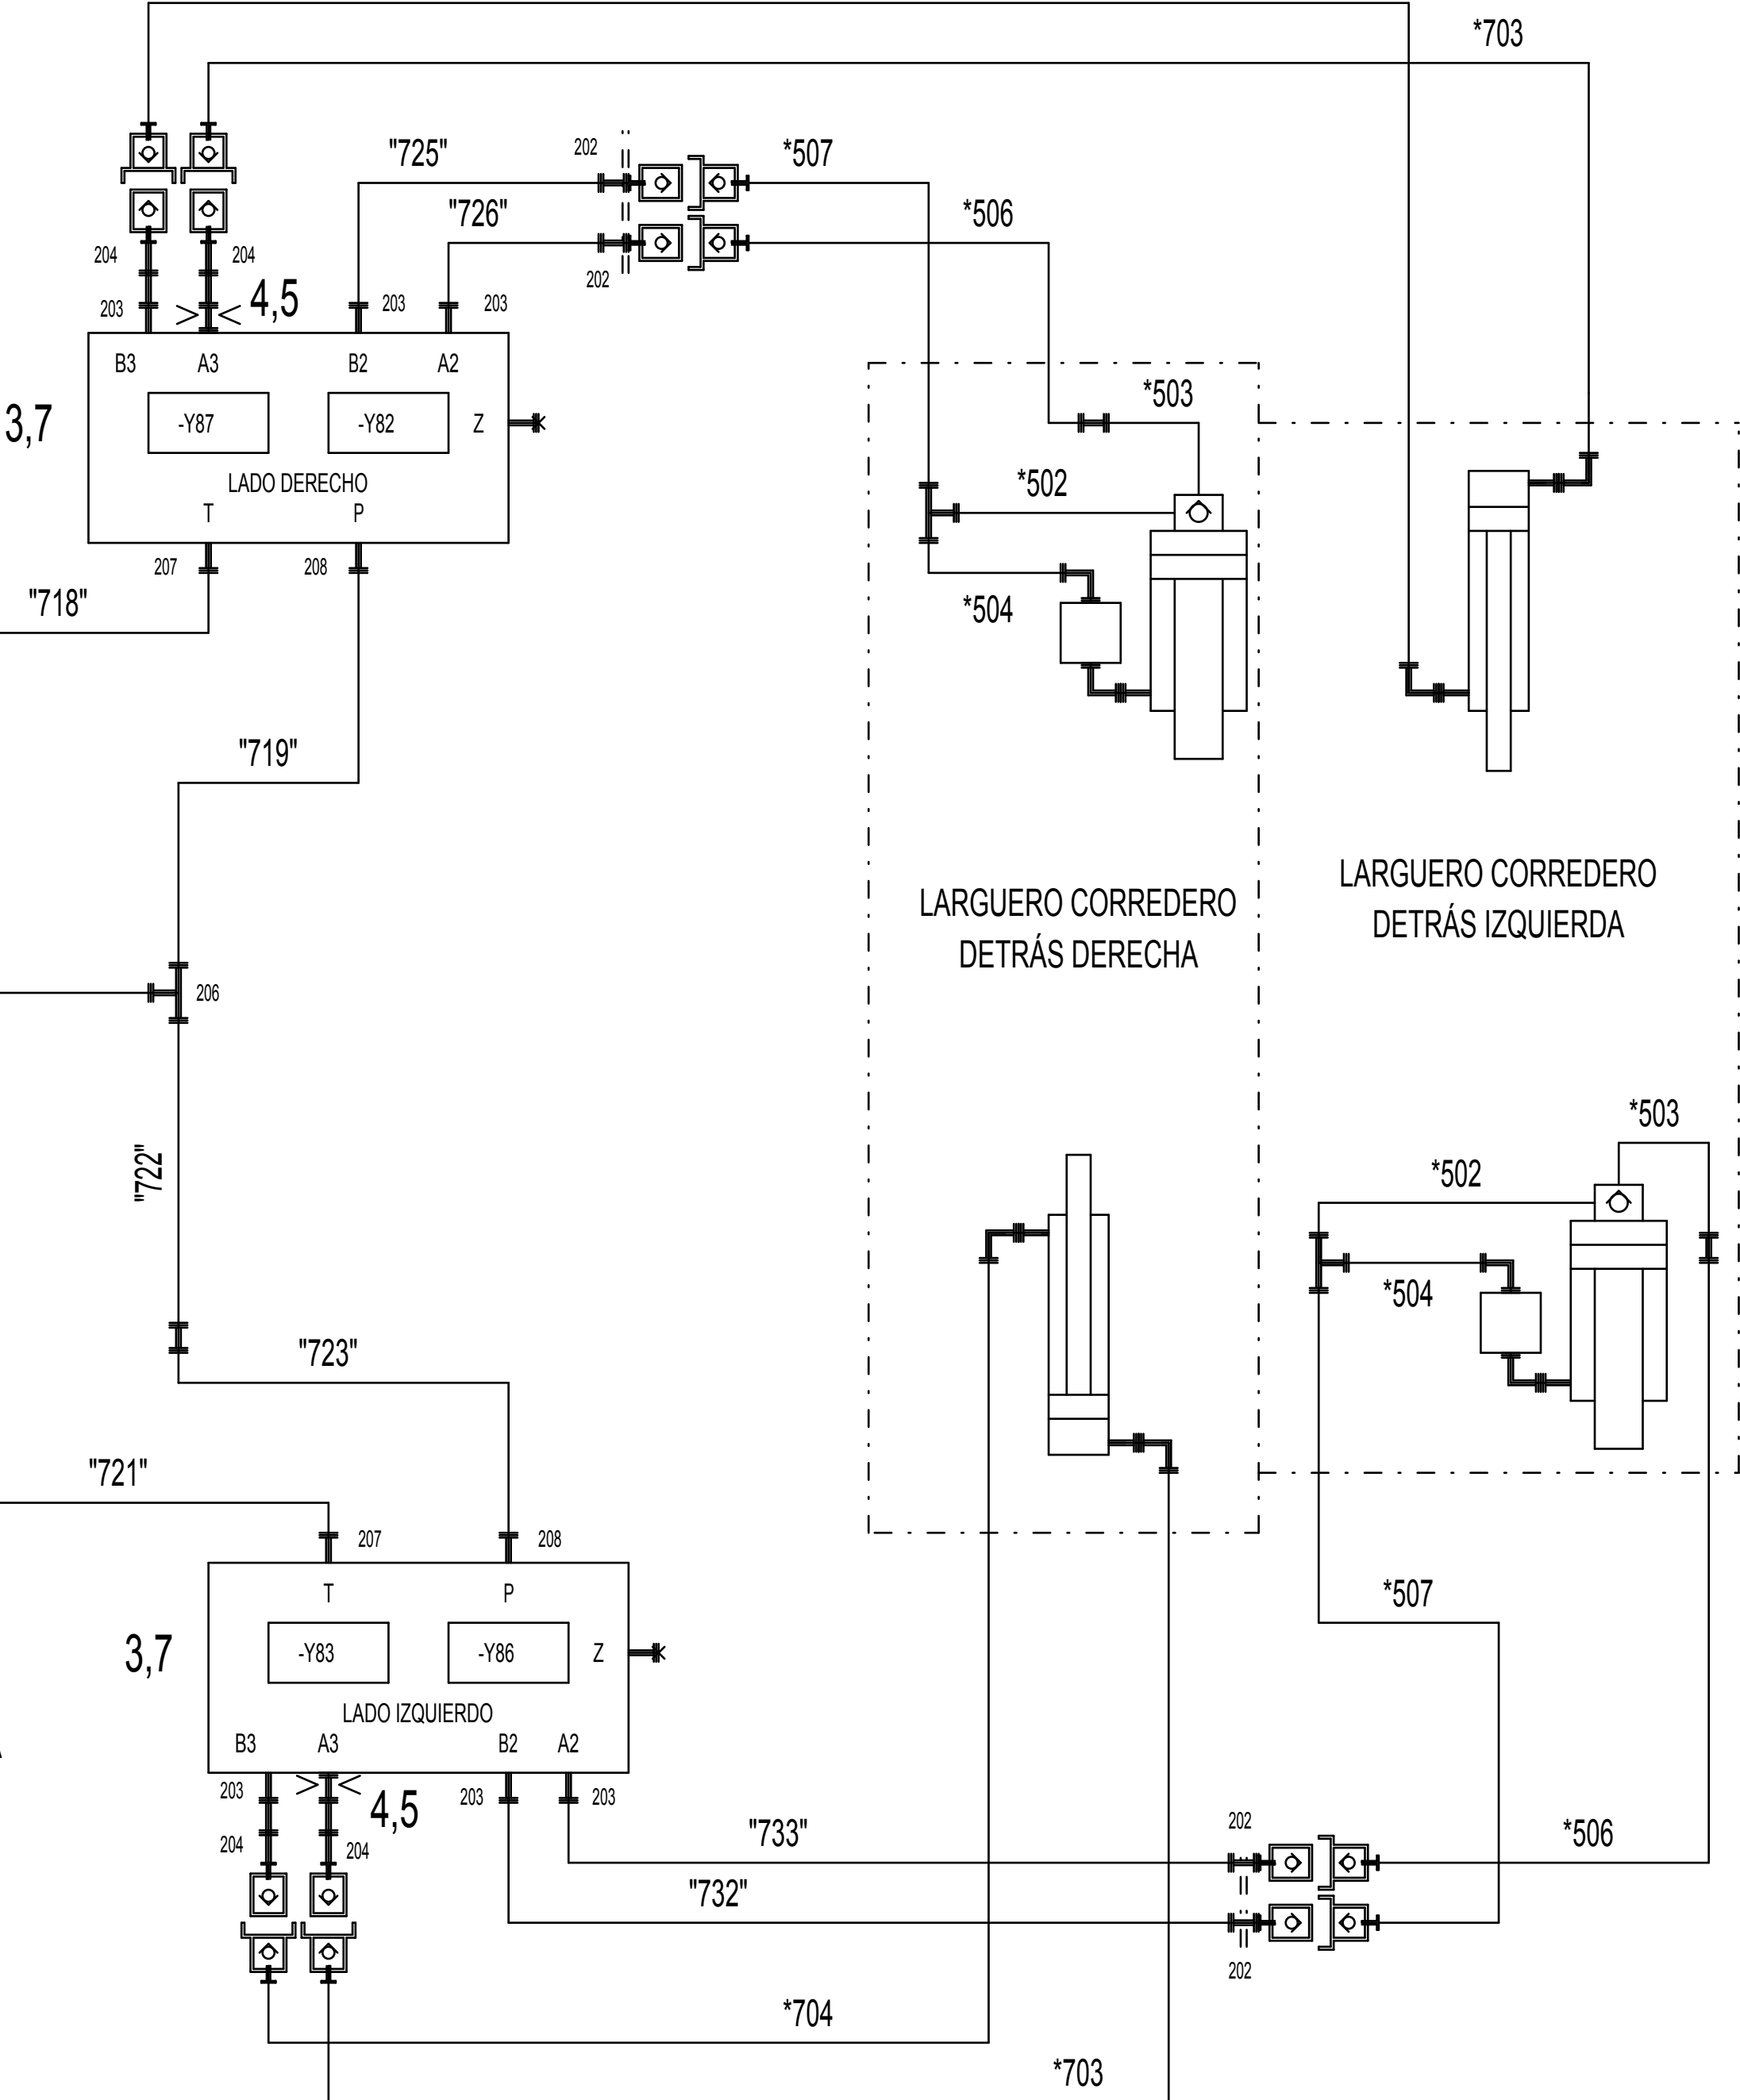 *703
"725"
202
*507
"726"
*506
202
204
204
4,5
203
203
203
B3
A3
B2
A2
*503
3,7
-Y87
-Y82
Z
LADO DERECHO
*502
T
P
207
208
"718"
*504
"719"
LARGUERO CORREDERO
DETRÁS IZQUIERDA
LARGUERO CORREDERO
DETRÁS DERECHA
206
*503
"722"
*502
*504
"723"
"721"
207
208
T
P
*507
3,7
-Y83
-Y86
Z
LADO IZQUIERDO
B3
A3
B2
A2
203
4,5
203
203
204
204
"733"
202
*506
"732"
202
*704
*703